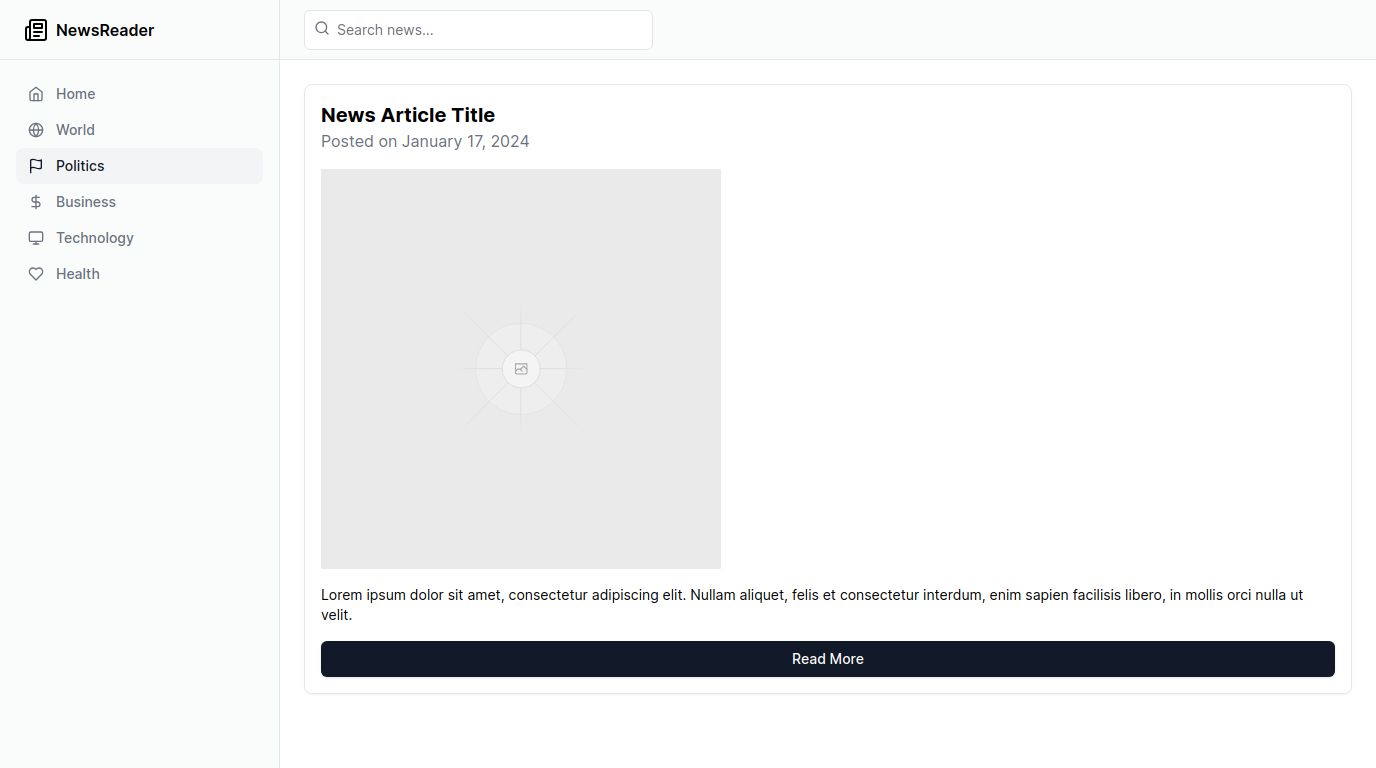 NewsReader
Search news...
Home
World
Politics
Business
Technology
Health
News Article Title
Posted on January 17, 2024
Lorem ipsum dolor sit amet, consectetur adipiscing elit. Nullam aliquet, felis et consectetur interdum, enim sapien facilisis libero, in mollis orci nulla ut
velit.
Read More